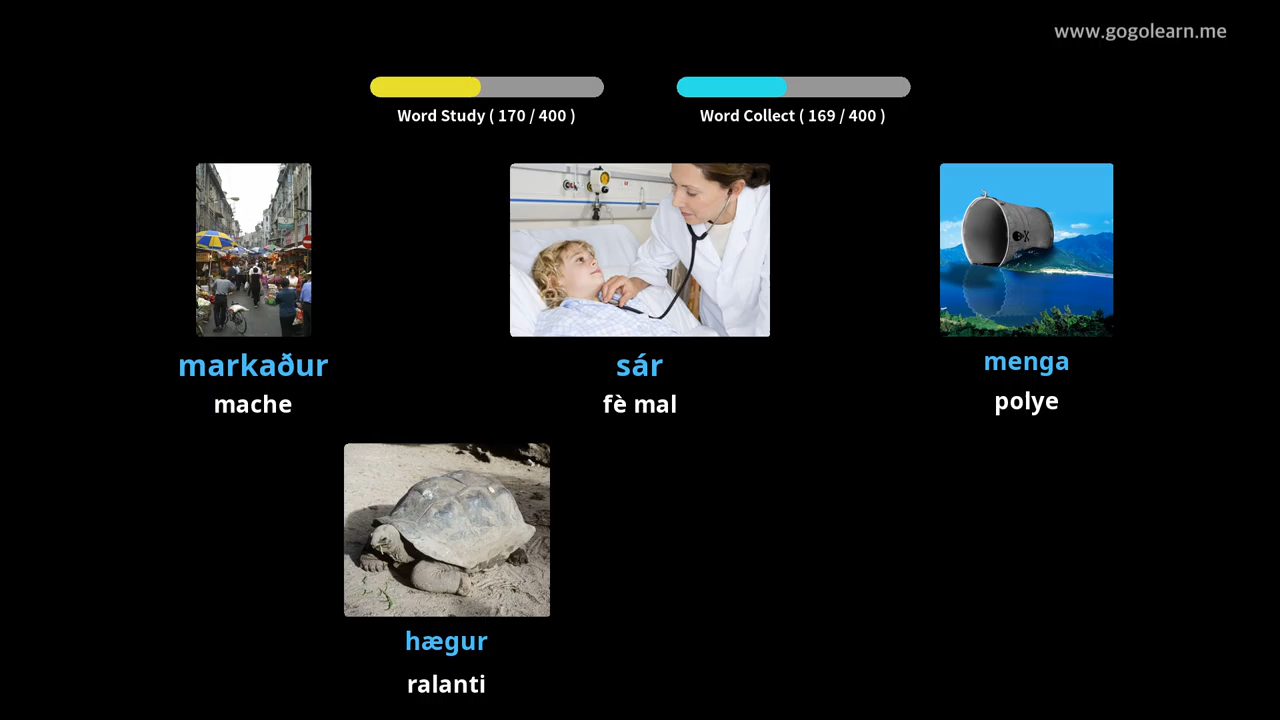 www.gogolearn.me
Word Study ( 170 / 400 )
Word Collect ( 169 / 400 )
markaður
mache
sár
fè mal
menga
polye
hægur
ralanti